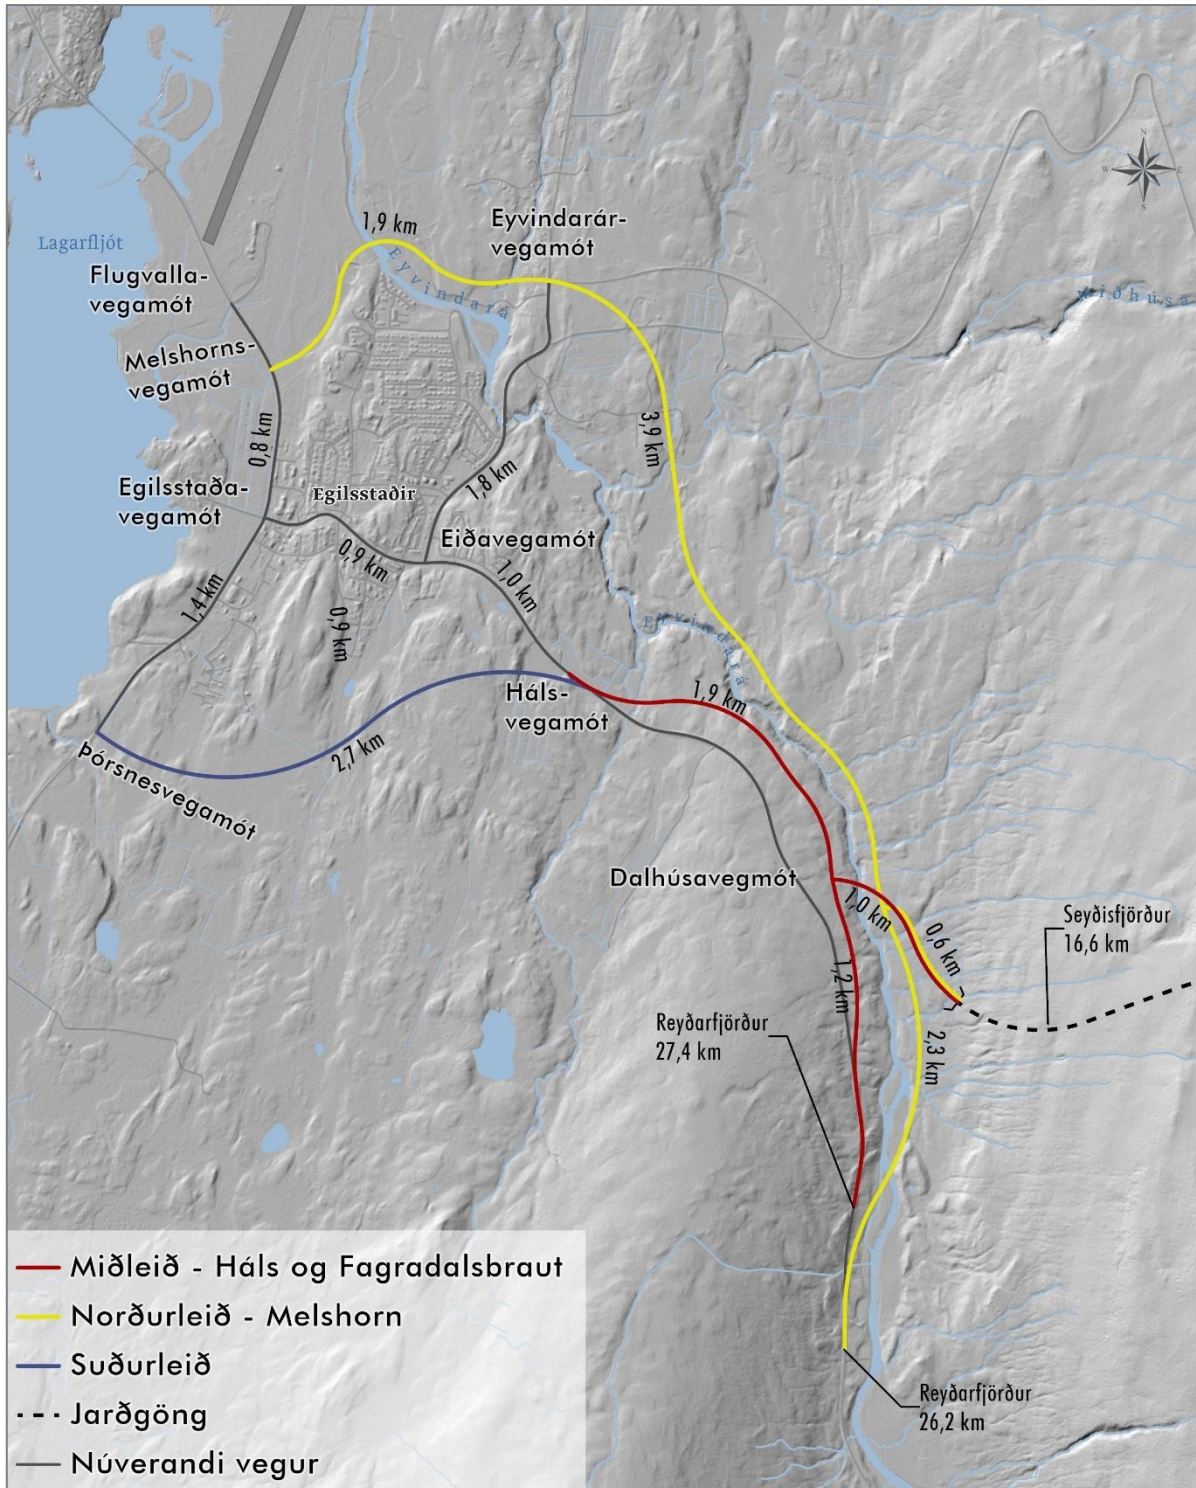 N
W
E
S
1,9 km
Eyvindarár-
vegamót
Lagarfljót
Flugvalla-
vegamót
Eyvindará
Melshorns-
vegamót
3,9 km
0,8 km
Egilsstaða-
vegamót
Egilsstaðir
1,8 km
Eiðavegamót
0,9 km
1,0 km
1,4 km
0,9 km
Eyvindará
Háls-
vegamót
1,9 km
2,7 km
Þórsnesvegamót
Dalhúsavegmót
1,0 km
0,6 km
Seyðisfjörður
16,6 km
1,2 km
Reyðarfjörður
27,4 km
2,3 km
Miðleið - Háls og Fagradalsbraut
Norðurleið - Melshorn
Suðurleið
Jarðgöng
Núverandi vegur
Reyðarfjörður
26,2 km